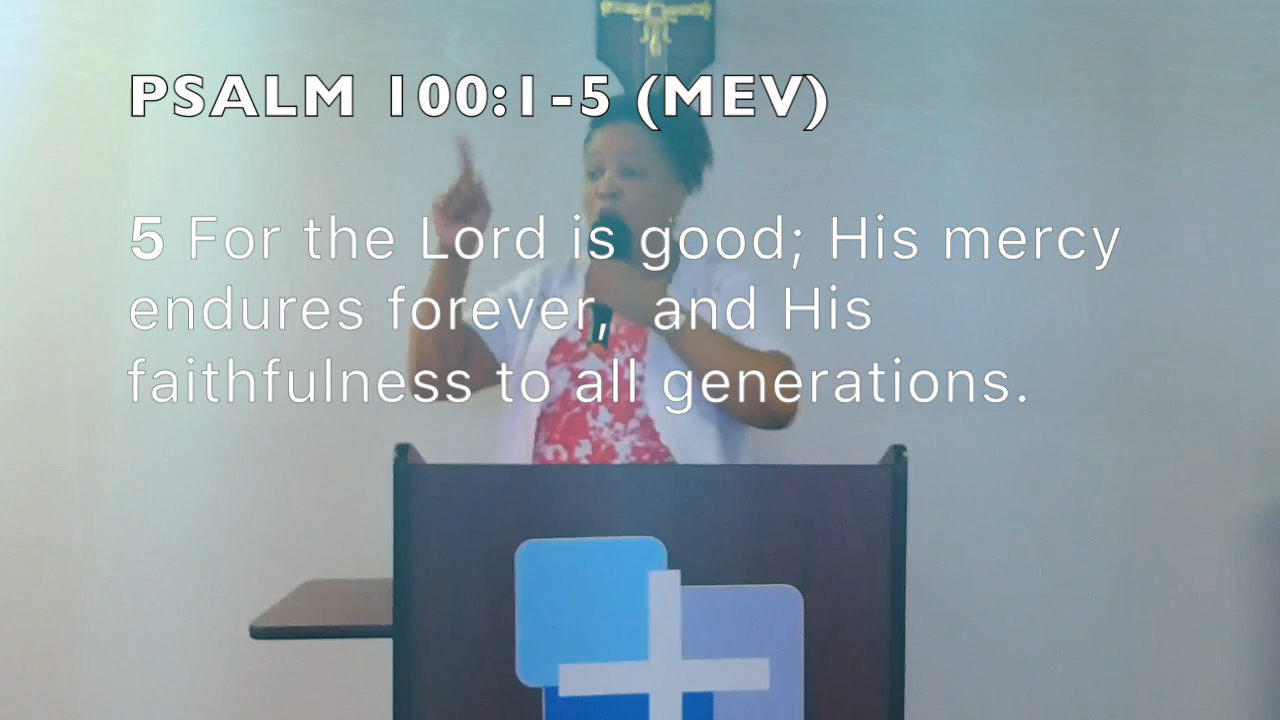 PSALM 100:1-5 (MEV)
5 For the Lord is good; His mercy
endures forever, and His
faithfulness to all generations.